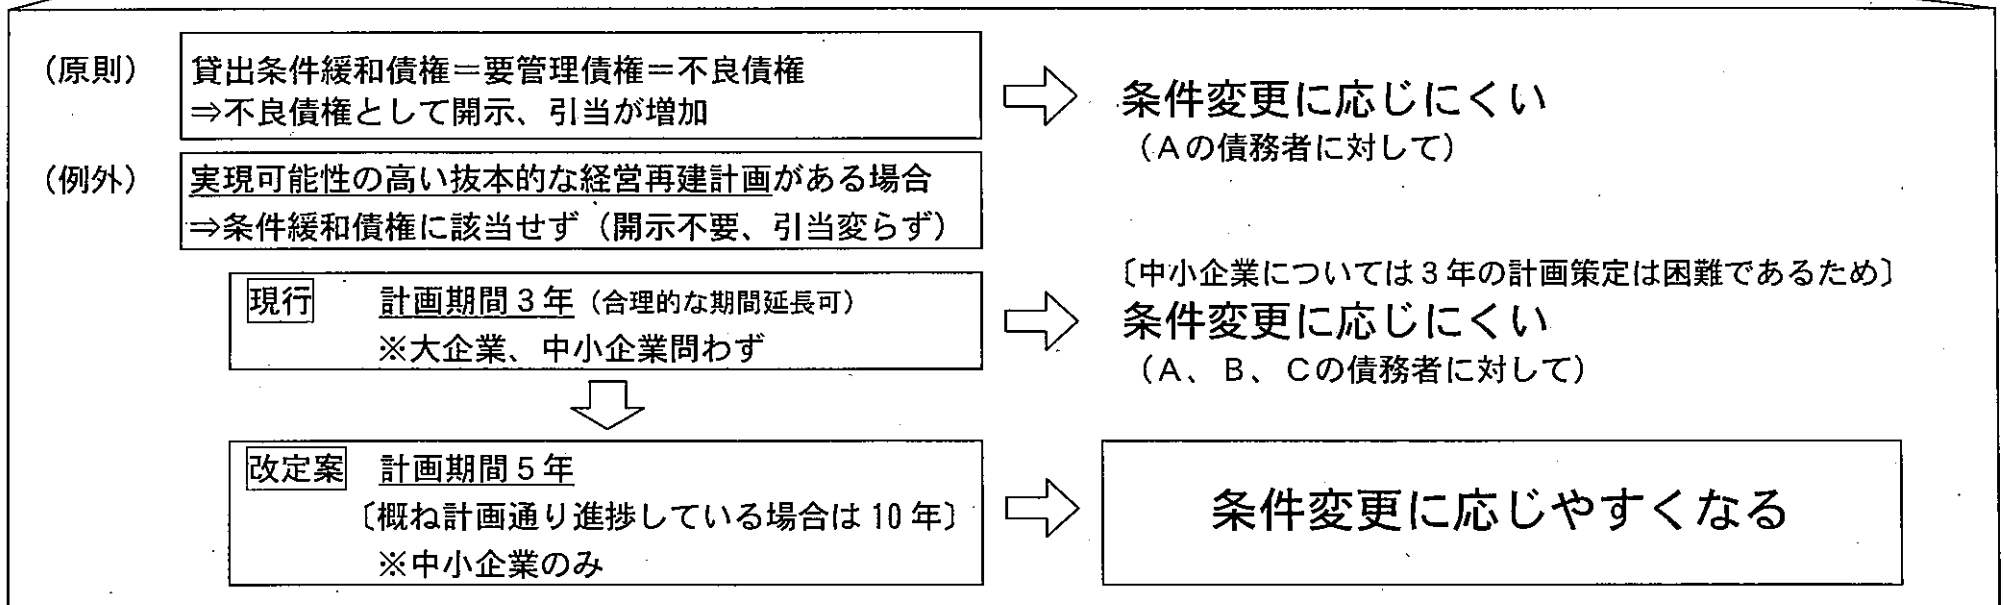 （原則）
貸出条件緩和債権＝要管理債権＝不良債権
⇒不良債権として開示、引当が増加
条件変更に応じにくい
（Aの債務者に対して）
（例外）
実現可能性の高い抜本的な経営再建計画がある場合
⇒条件緩和債権に該当せず（開示不要、引当変らず）
現行 計画期間３年（合理的な期間延長可）
※大企業、中小企業問わず
〔中小企業については３年の計画策定は困難であるため〕
条件変更に応じにくい
（A、B、Cの債務者に対して）
改定案 計画期間５年
〔概ね計画通り進捗している場合は10年〕
※中小企業のみ
条件変更に応じやすくなる